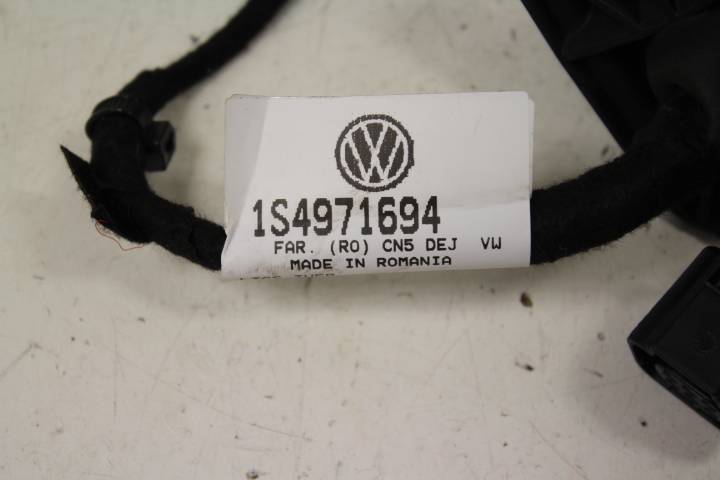 1S4971694
FAR. (RO) CN5 DEJ VW
MADE IN ROMANIA